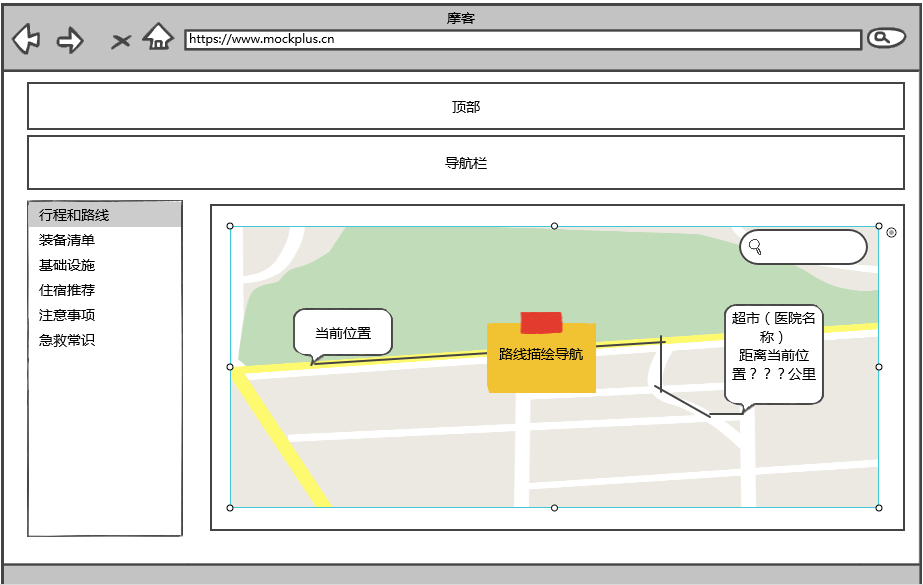 摩客
https://www.mockplus.cn
顶部
导航栏
行程和路线
装备清单
基础设施
住宿推荐
注意事项
急救常识
当前位置
路线描绘导航
超市（医院名
称）
距离当前位
置？？？公里